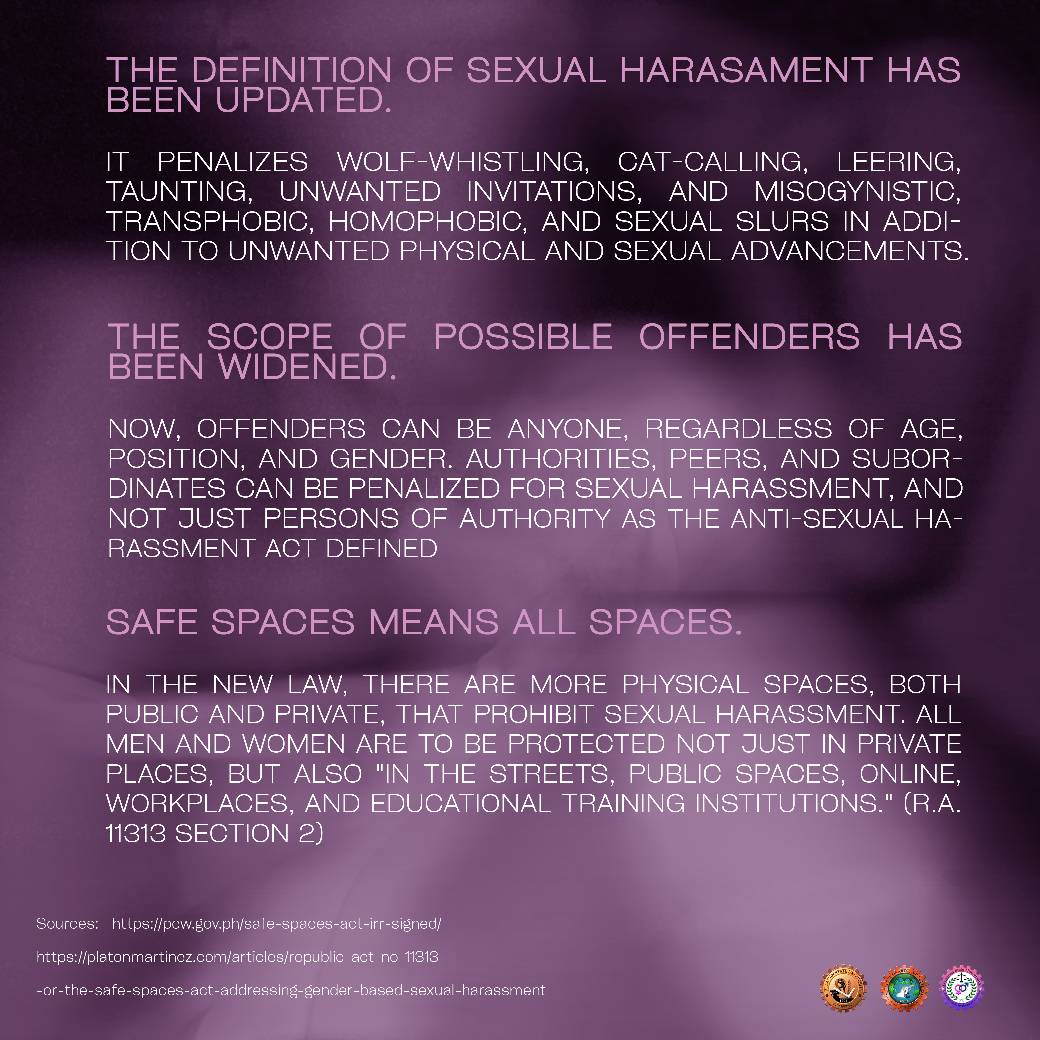 THE DEFINITION OF SEXUAL HARASAMENT HAS
BEEN UPDATED.
IT PENALIZES WOLF-WHISTLING, CAT-CALLING, LEERING,
TAUNTING, UNWANTED INVITATIONS, AND MISOGYNISTIC,
TRANSPHOBIC, HOMOPHOBIC, AND SEXUAL SLURS IN ADDI-
TION TO UNWANTED PHYSICAL AND SEXUAL ADVANCEMENTS.
THE SCOPE OF POSSIBLE OFFENDERS HAS
BEEN WIDENED.
NOW, OFFENDERS CAN BE ANYONE, REGARDLESS OF AGE,
POSITION, AND GENDER. AUTHORITIES, PEERS, AND SUBOR-
DINATES CAN BE PENALIZED FOR SEXUAL HARASSMENT, AND
NOT JUST PERSONS OF AUTHORITY AS THE ANTI-SEXUAL HA-
RASSMENT ACT DEFINED
SAFE SPACES MEANS ALL SPACES.
IN THE NEW LAW, THERE ARE MORE PHYSICAL SPACES, BOTH
PUBLIC AND PRIVATE, THAT PROHIBIT SEXUAL HARASSMENT. ALL
MEN AND WOMEN ARE TO BE PROTECTED NOT JUST IN PRIVATE
PLACES, BUT ALSO "IN THE STREETS, PUBLIC SPACES, ONLINE,
WORKPLACES, AND EDUCATIONAL TRAINING INSTITUTIONS." (R.A.
11313 SECTION 2)
Sources: https://pcw.gov.ph/safe-spaces-act-irr-signed/
https://platonmartinez.com/articles/republic-act-no-11313
-or-the-safe-spaces-act-addressing-gender-based-sexual-harassment